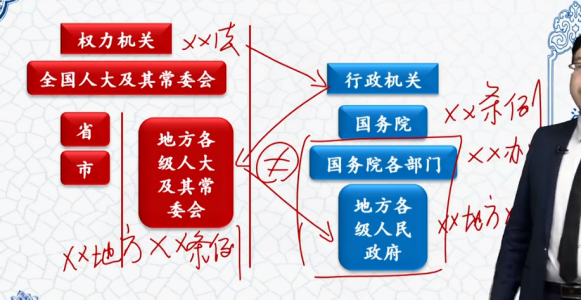 权力机关
××法
全国人大及其常委会
行政机关
省
市
地方各
级人大
及其常
委会
国务院
××条例
≠
国务院各部门
××办
地方各
级人民
政府
××地方×
××地方××条例